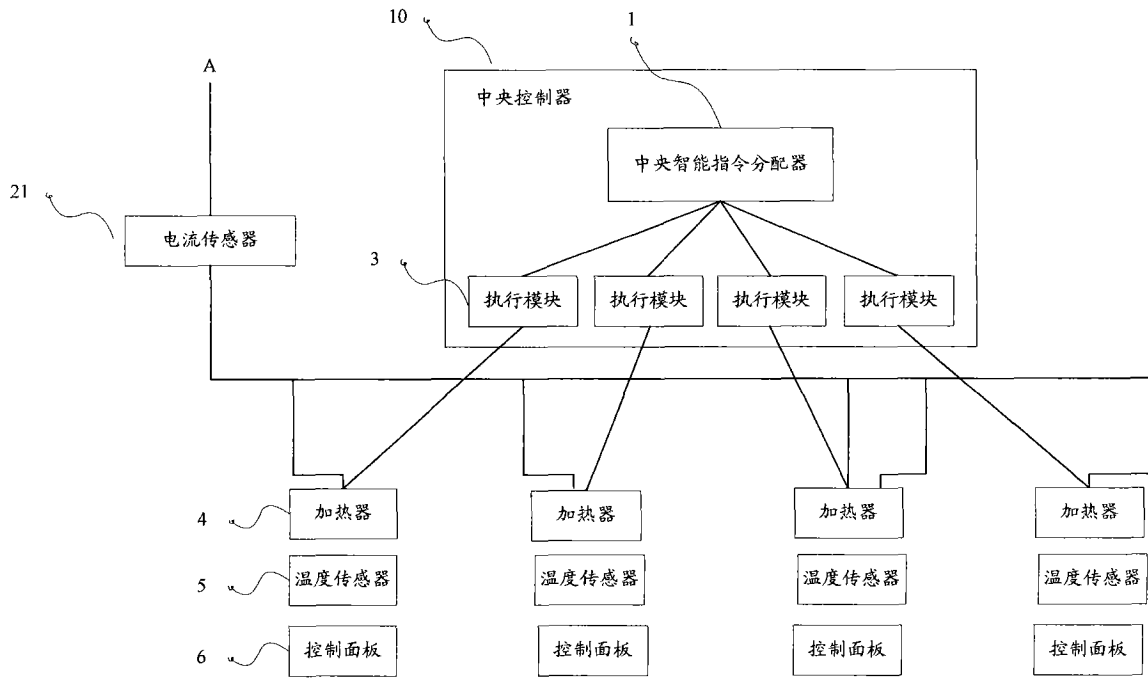 10
1
A
中央控制器
中央智能指令分配器
21
电流传感器
3
执行模块 执行模块 执行模块 执行模块
4 加热器 加热器 加热器 加热器
5 温度传感器 温度传感器 温度传感器 温度传感器
6 控制面板 控制面板 控制面板 控制面板